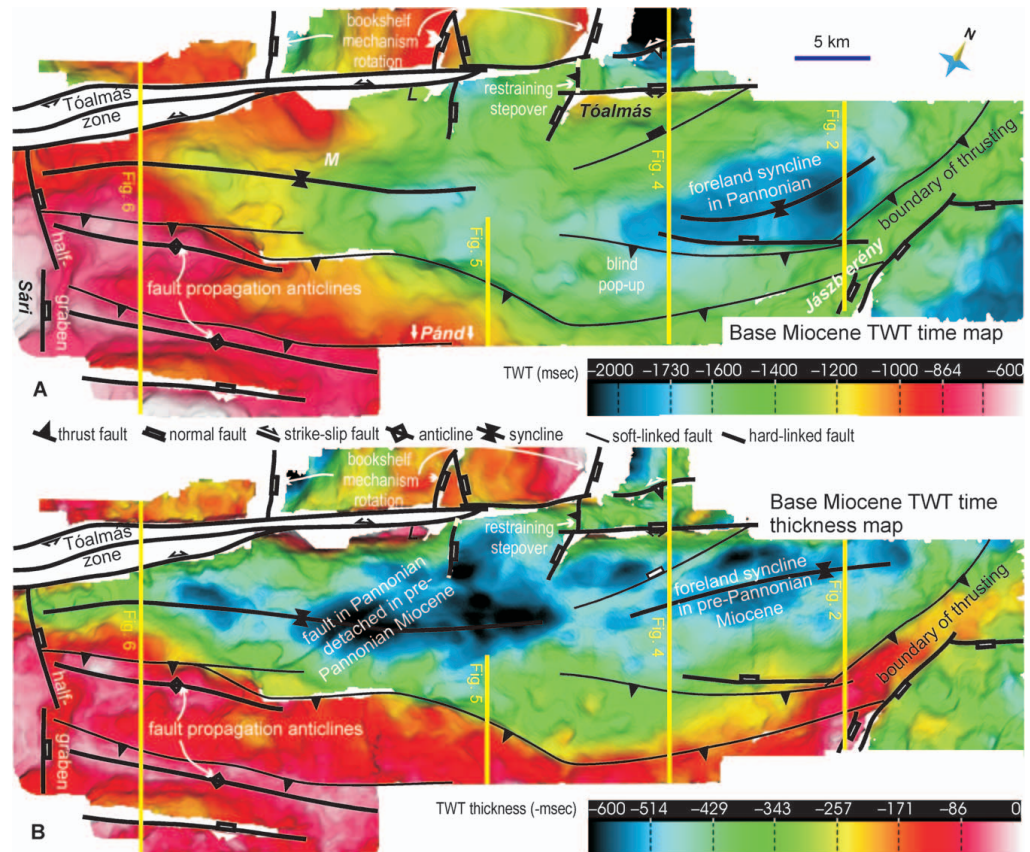 bookshelf
mechanism
rotation
N
5 km
Tóalmás
zone
L
restraining
stepover
Tóalmás
Fig. 2
M
Fig. 4
foreland syncline
in Pannonian
boundary of thrusting
Fig. 6
Fig. 5
blind
pop-up
half-
graben
Sári
fault propagation anticlines
Jászberény
Pánd
Base Miocene TWT time map
A
TWT (msec)
−2000 −1730 −1600 −1400 −1200 −1000 −864 −600
thrust fault normal fault strike-slip fault anticline syncline soft-linked fault hard-linked fault
bookshelf
mechanism
rotation
Base Miocene TWT time
thickness map
Tóalmás
zone
L
restraining
stepover
fault in Pannonian
detached in pre-
Pannonian Miocene
foreland syncline
in pre-Pannonian
Miocene
Fig. 2
Fig. 4
Fig. 6
Fig. 5
boundary of thrusting
half-
graben
fault propagation anticlines
B
TWT thickness (-msec)
−600 −514 −429 −343 −257 −171 −86 0